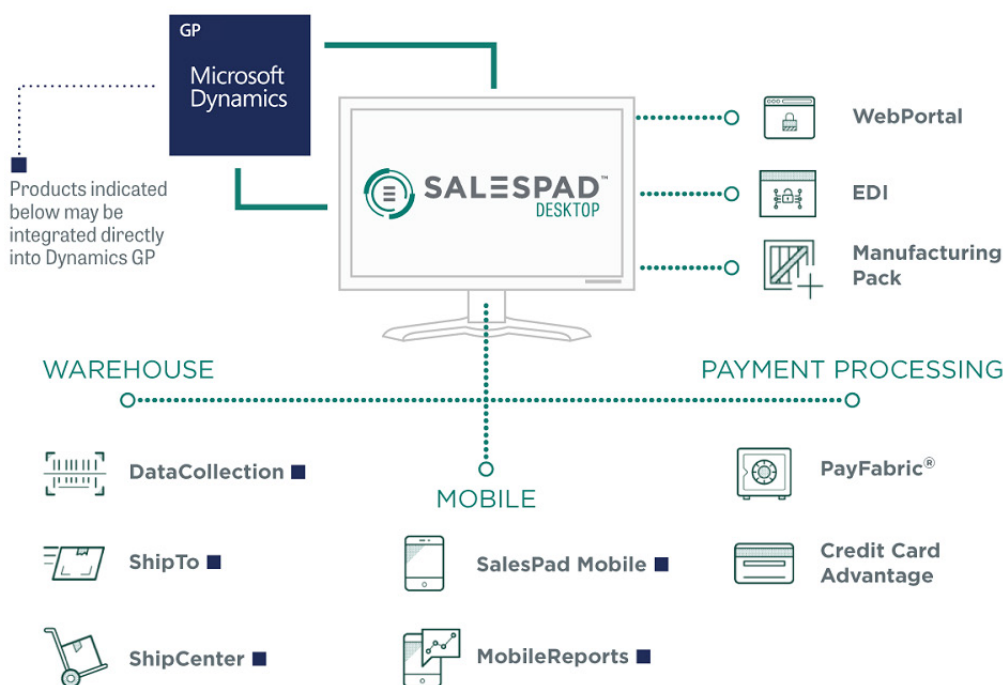 GP
Microsoft
Dynamics
Products indicated
below may be
integrated directly
into Dynamics GP
SALESPAD™
DESKTOP
WebPortal
EDI
Manufacturing
Pack
WAREHOUSE
DataCollection
ShipTo
ShipCenter
MOBILE
SalesPad Mobile
MobileReports
PAYMENT PROCESSING
PayFabric®
Credit Card
Advantage